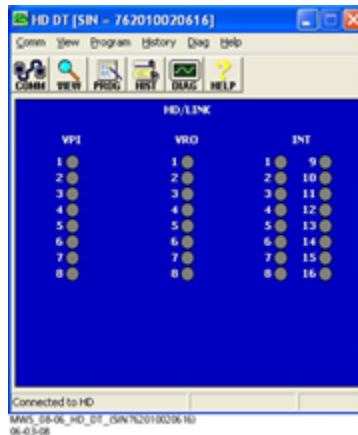 HD DT [SIN - 762010020616]
Comm View Program History Diag Help
COMM VIEW PROG HIST DIAG HELP
HD/LINK
VPI VRO INT
1 1 1 9
2 2 2 10
3 3 3 11
4 4 4 12
5 5 5 13
6 6 6 14
7 7 7 15
8 8 8 16
Connected to HD
MWS_08-06_HD_DT_(SIN762010020616)
06-03-08